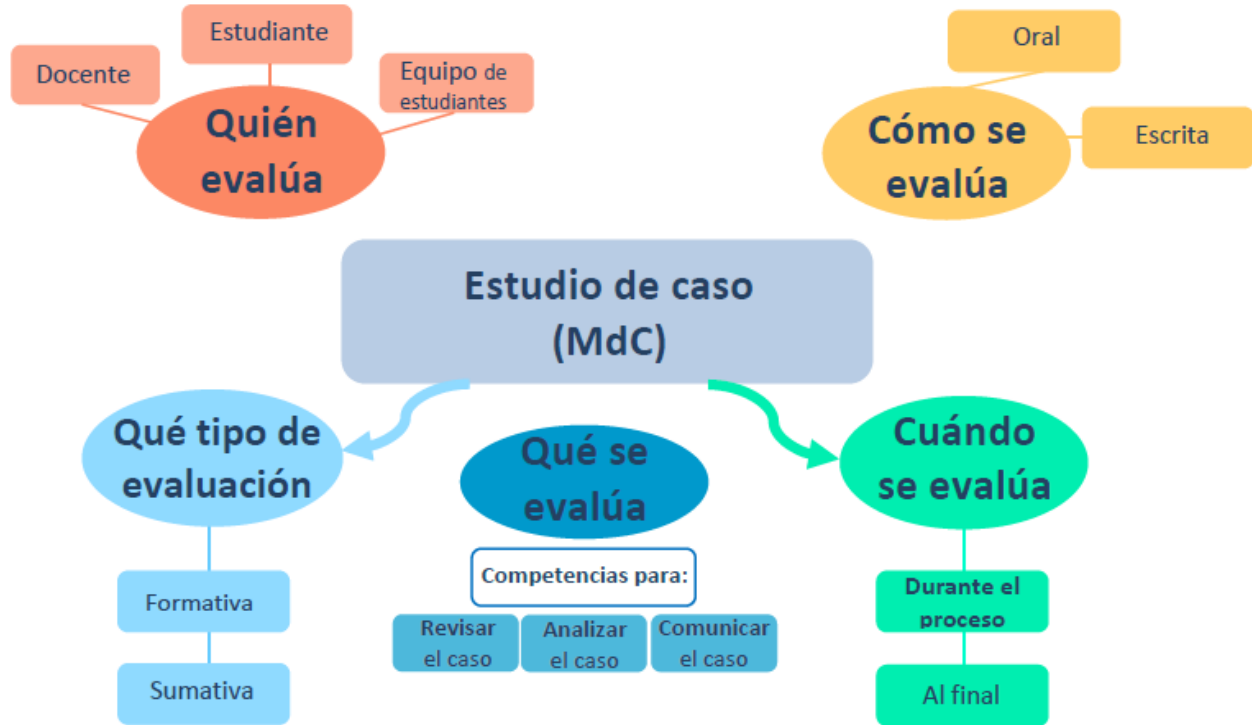 Estudiante
Docente
Equipo de
estudiantes
Quién
evalúa
Oral
Cómo se
evalúa
Escrita
Estudio de caso
(MdC)
Qué tipo de
evaluación
Formativa
Sumativa
Qué se
evalúa
Competencias para:
Revisar
el caso
Analizar
el caso
Comunicar
el caso
Cuándo
se evalúa
Durante el
proceso
Al final